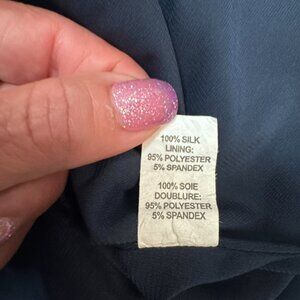 100% SILK
LINING:
95% POLYESTER
5% SPANDEX
100% SOIE
DOUBLURE:
95% POLYESTER
5% SPANDEX